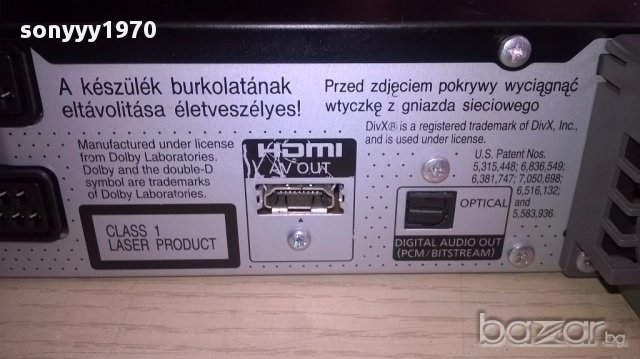 sonyyy1970
A készülék burkolatának
eltávolitása életveszélyes!
Przed zdjęciem pokrywy wyciągnąć
wtyczkę z gniazda sieciowego
Manufactured under license
from Dolby Laboratories.
Dolby and the double-D
symbol are trademarks
of Dolby Laboratories.
CLASS 1
LASER PRODUCT
HDMI
AV OUT
DivX® is a registered trademark of DivX, Inc.,
and is used under license.
U.S. Patent Nos.
5,315,448; 6,836,549;
6,381,747; 7,050,698;
6,516,132;
and
5,583,936.
OPTICAL
DIGITAL AUDIO OUT
(PCM/BITSTREAM)
bazar.bg